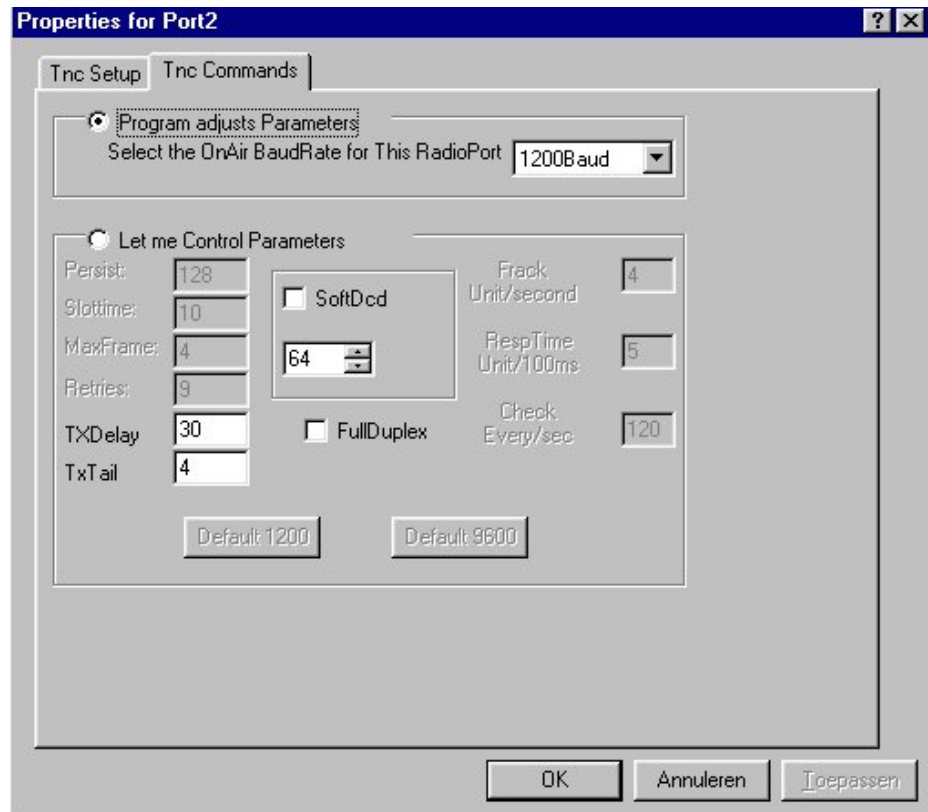 Properties for Port2
Tnc Setup
Tnc Commands
Program adjusts Parameters
Select the OnAir BaudRate for This RadioPort
1200Baud
Let me Control Parameters
Persist:
128
Slottime:
10
MaxFrame:
4
Retries:
9
TXDelay
30
TxTail
4
SoftDcd
64
FullDuplex
Frack
Unit/second
4
RespTime
Unit/100ms
5
Check
Every/sec
120
Default 1200
Default 9600
OK
Annuleren
Toepassen